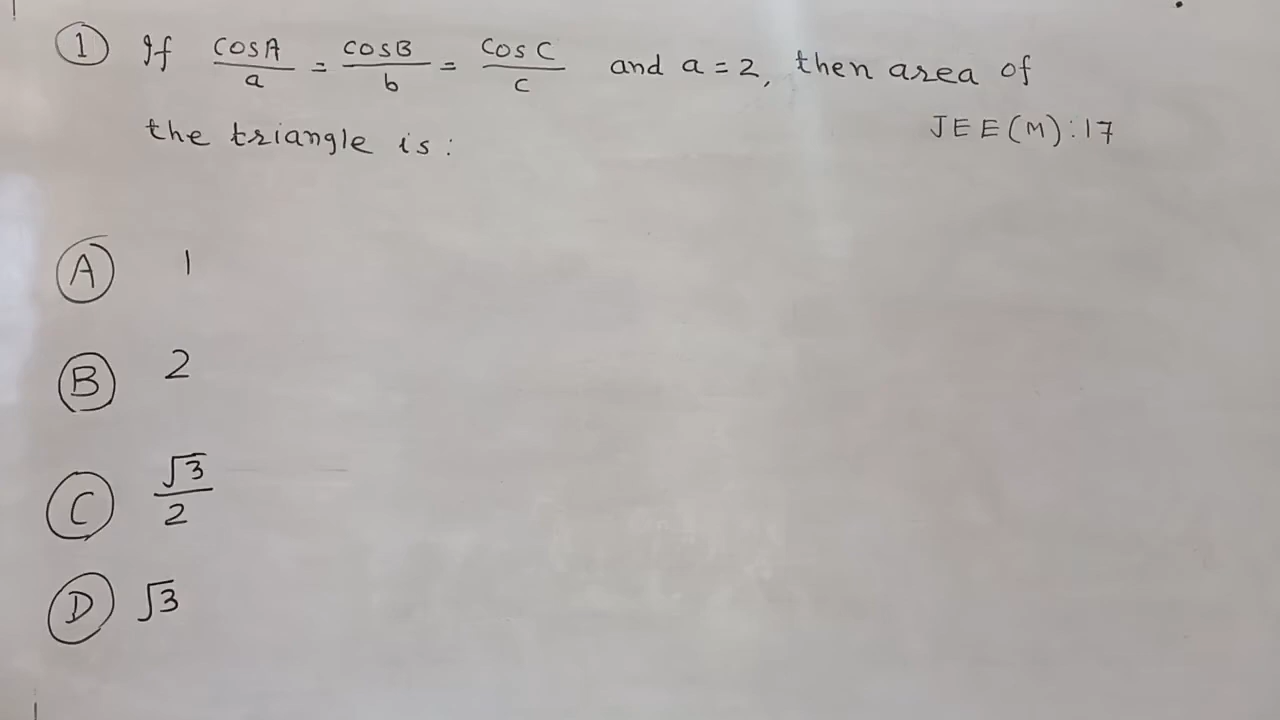 ① If cosA/a = cosB/b = cosC/c and a = 2, then area of
the triangle is:
JEE(M):17
Ⓐ 1
Ⓑ 2
Ⓒ √3/2
Ⓓ √3